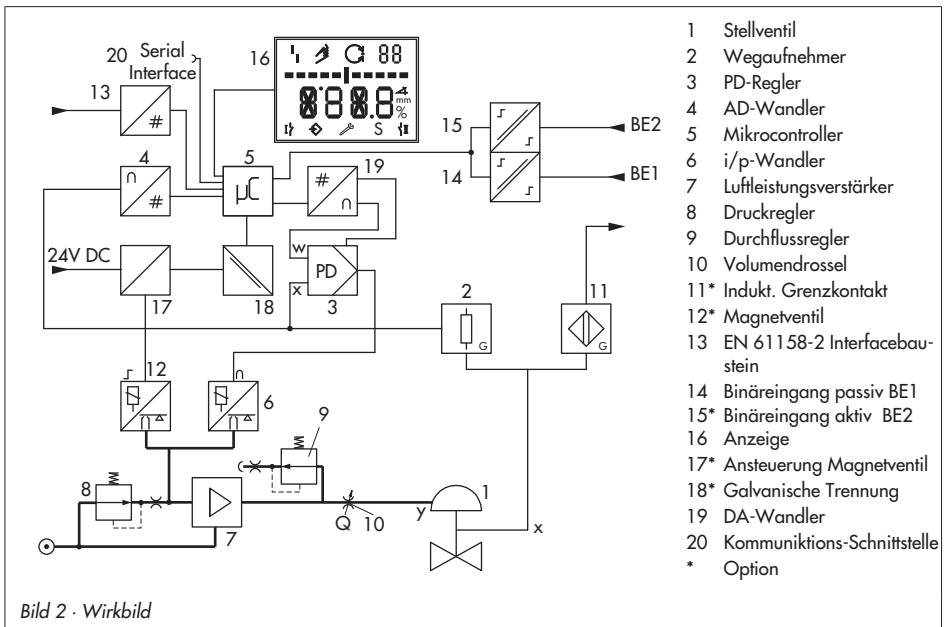 20 Serial
Interface
16
88
88.8
mm
%
S
13
#
15
BE2
14
BE1
4
∩
#
5
µC
19
#
∩
24V DC
17
18
w
x
PD
3
2
G
11
G
12
∩
6
9
8
7
Q
10
y
1
x
1 Stellventil
2 Wegaufnehmer
3 PD-Regler
4 AD-Wandler
5 Mikrocontroller
6 i/p-Wandler
7 Luftleistungsverstärker
8 Druckregler
9 Durchflussregler
10 Volumendrossel
11* Indukt. Grenzkontakt
12* Magnetventil
13 EN 61158-2 Interfacebau-
stein
14 Binäreingang passiv BE1
15* Binäreingang aktiv BE2
16 Anzeige
17* Ansteuerung Magnetventil
18* Galvanische Trennung
19 DA-Wandler
20 Kommuniktions-Schnittstelle
* Option
Bild 2 · Wirkbild